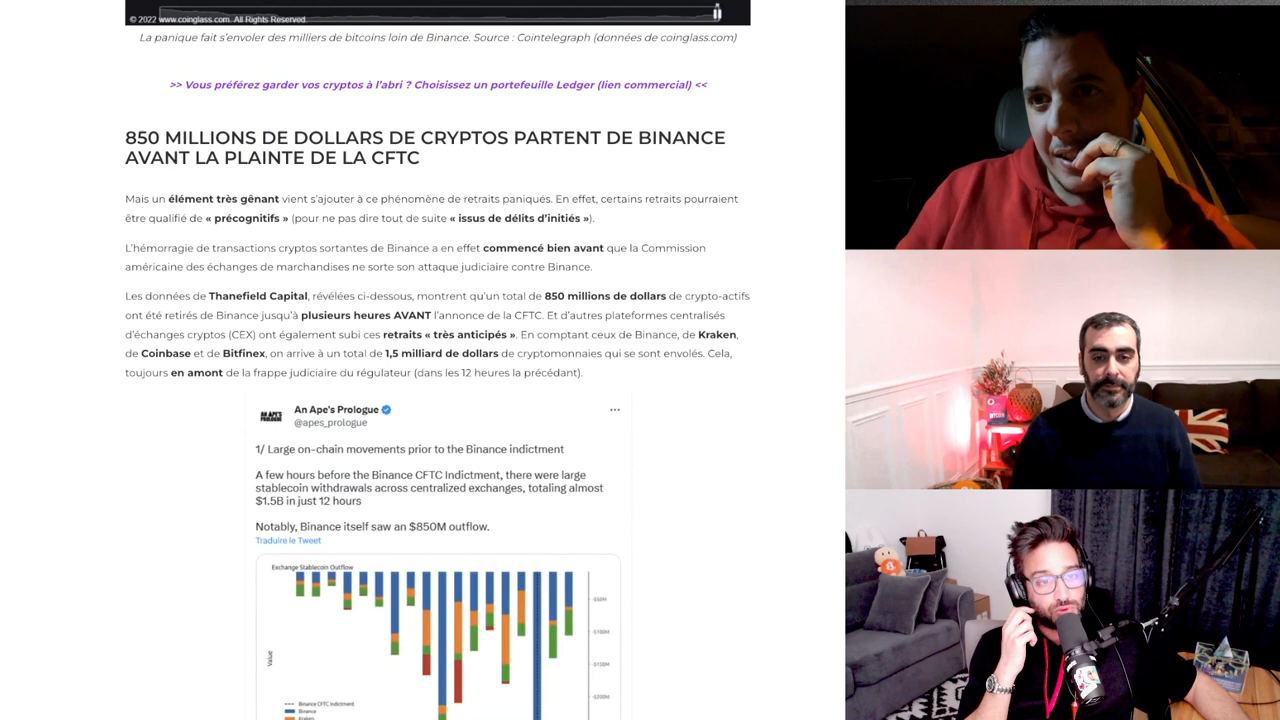 © 2022 www.coinglass.com. All Rights Reserved
La panique fait s'envoler des milliers de bitcoins loin de Binance. Source : Cointelegraph (données de coinglass.com)
>> Vous préférez garder vos cryptos à l'abri ? Choisissez un portefeuille Ledger (lien commercial) <<
850 MILLIONS DE DOLLARS DE CRYPTOS PARTENT DE BINANCE
AVANT LA PLAINTE DE LA CFTC
Mais un élément très gênant vient s'ajouter à ce phénomène de retraits paniqués. En effet, certains retraits pourraient
être qualifié de « précognitifs » (pour ne pas dire tout de suite « issus de délits d'initiés »).
L'hémorragie de transactions cryptos sortantes de Binance a en effet commencé bien avant que la Commission
américaine des échanges de marchandises ne sorte son attaque judiciaire contre Binance.
Les données de Thanefield Capital, révélées ci-dessous, montrent qu'un total de 850 millions de dollars de crypto-actifs
ont été retirés de Binance jusqu'à plusieurs heures AVANT l'annonce de la CFTC. Et d'autres plateformes centralisés
d'échanges cryptos (CEX) ont également subi ces retraits « très anticipés ». En comptant ceux de Binance, de Kraken,
de Coinbase et de Bitfinex, on arrive à un total de 1,5 milliard de dollars de cryptomonnaies qui se sont envolés. Cela,
toujours en amont de la frappe judiciaire du régulateur (dans les 12 heures la précédant).
AN APE'S
PROLOGUE
An Ape's Prologue
@apes_prologue
1/ Large on-chain movements prior to the Binance indictment
A few hours before the Binance CFTC Indictment, there were large
stablecoin withdrawals across centralized exchanges, totaling almost
$1.5B in just 12 hours
Notably, Binance itself saw an $850M outflow.
Traduire le Tweet
Exchange Stablecoin Outflow
-$50M
-$100M
-$150M
-$200M
Value
Binance CFTC Indictment
Binance
Kraken
BITCOIN